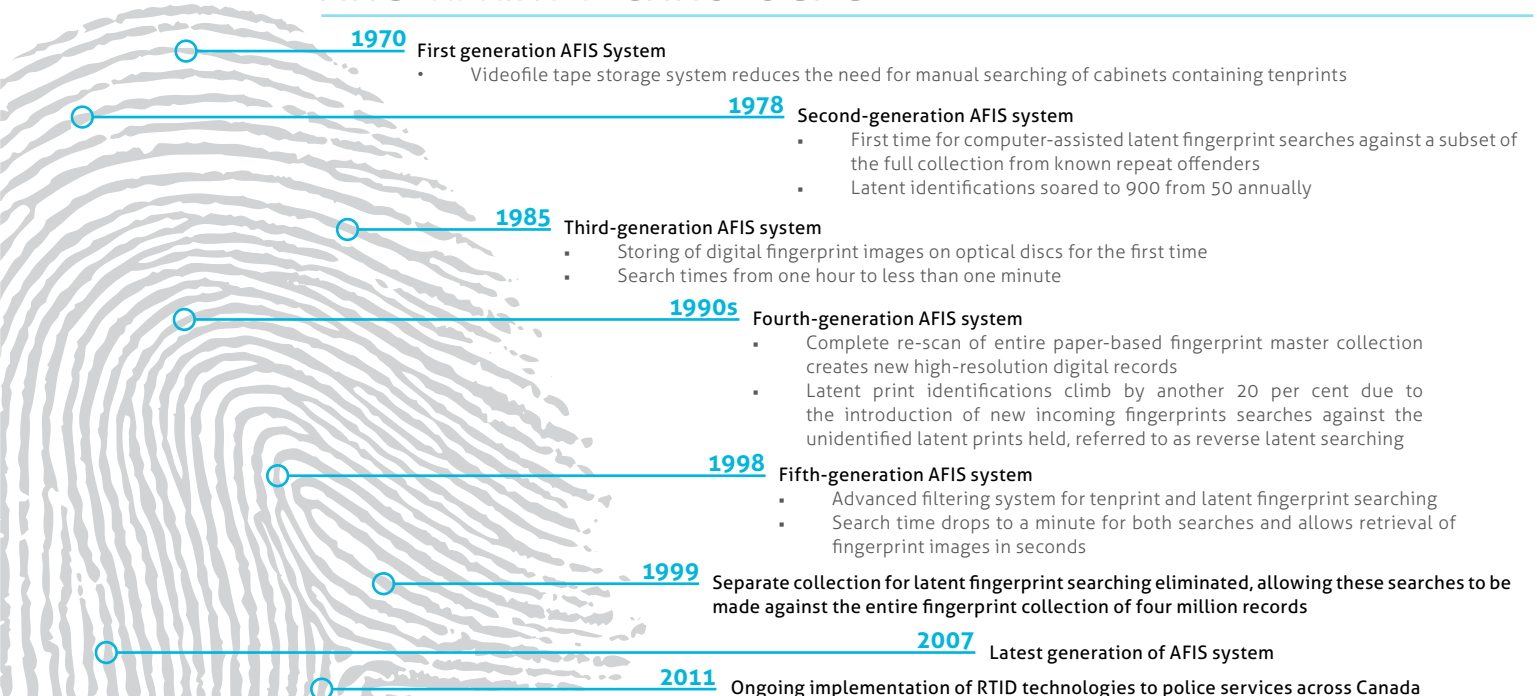 1970
First generation AFIS System
• Videofile tape storage system reduces the need for manual searching of cabinets containing tenprints
1978
Second-generation AFIS system
▪ First time for computer-assisted latent fingerprint searches against a subset of
the full collection from known repeat offenders
▪ Latent identifications soared to 900 from 50 annually
1985
Third-generation AFIS system
▪ Storing of digital fingerprint images on optical discs for the first time
▪ Search times from one hour to less than one minute
1990s
Fourth-generation AFIS system
▪ Complete re-scan of entire paper-based fingerprint master collection
creates new high-resolution digital records
▪ Latent print identifications climb by another 20 per cent due to
the introduction of new incoming fingerprints searches against the
unidentified latent prints held, referred to as reverse latent searching
1998
Fifth-generation AFIS system
▪ Advanced filtering system for tenprint and latent fingerprint searching
▪ Search time drops to a minute for both searches and allows retrieval of
fingerprint images in seconds
1999
Separate collection for latent fingerprint searching eliminated, allowing these searches to be
made against the entire fingerprint collection of four million records
2007
Latest generation of AFIS system
2011
Ongoing implementation of RTID technologies to police services across Canada